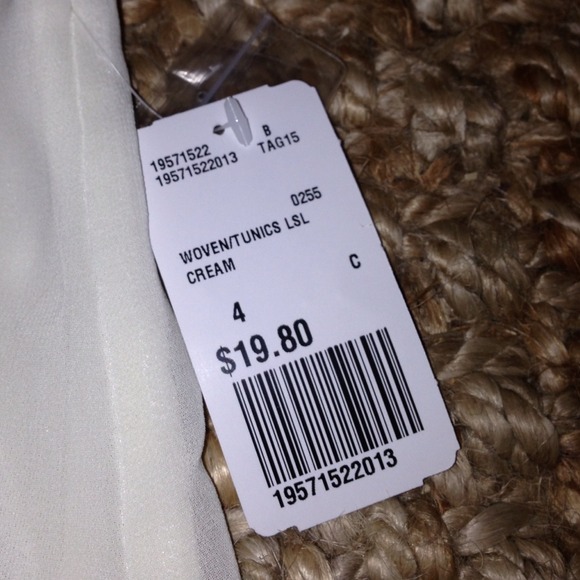 19571522 B
19571522013 TAG15
0255
WOVEN/TUNICS LSL
CREAM C
4
$19.80
19571522013